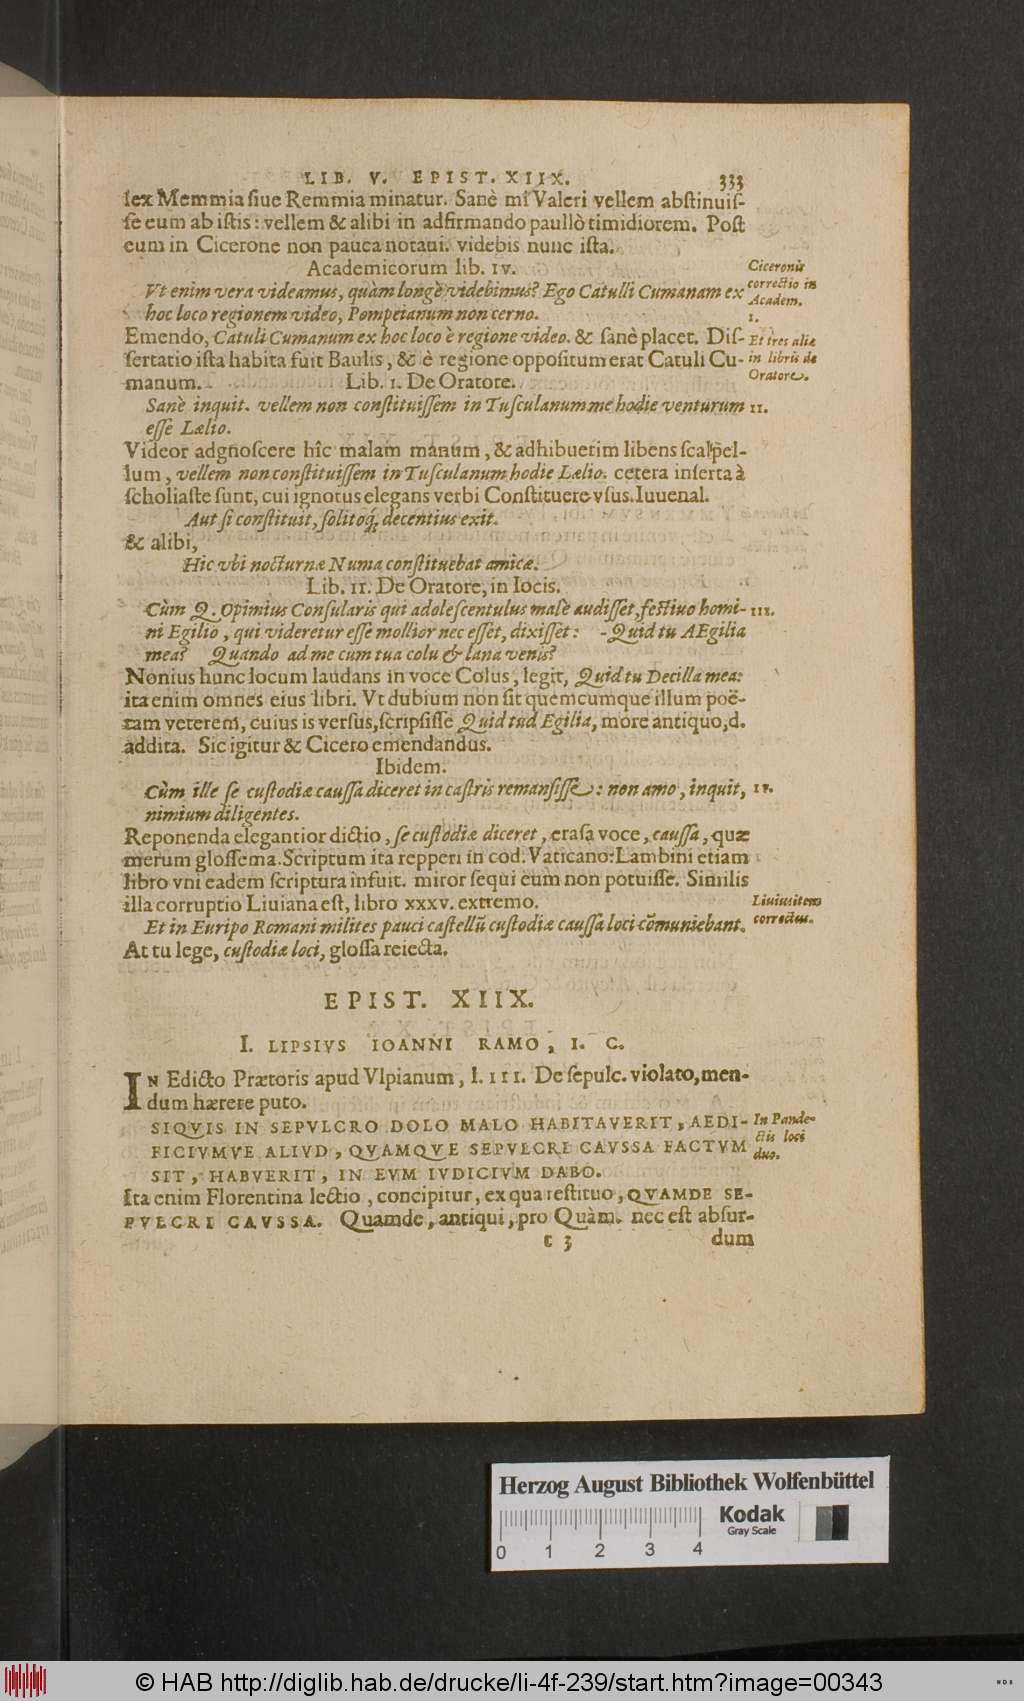 LIB. V. EPIST. XIIX. 333
lex Memmia siue Remmia minatur. Sanè mî Valeri vellem abstinuis-
se eum ab istis: vellem & alibi in adfirmando paullò timidiorem. Post
eum in Cicerone non pauca notaui. videbis nunc ista.
Academicorum lib. IV.
Vt enim vera videamus, quàm longè videbimus? Ego Catulli Cumanam ex
hoc loco regionem video, Pompeianum non cerno.
Ciceronis
correctio in
Academ.
I.
Emendo, Catuli Cumanum ex hoc loco è regione video. & sanè placet. Dis-
sertatio ista habita fuit Baulis, & è regione oppositum erat Catuli Cu-
manum. Lib. I. De Oratore.
Et tres aliæ
in libris de
Oratore.
Sanè inquit. vellem non constituissem in Tusculanum me hodie venturum II.
esse Lælio.
Videor adgnoscere hîc malam manum, & adhibuerim libens scalpel-
lum, vellem non constituissem in Tusculanum hodie Lælio. cetera inserta à
scholiaste sunt, cui ignotus elegans verbi Constituere vsus. Iuuenal.
Aut si constituit, solitoq́ decentius exit.
& alibi,
Hic vbi nocturnæ Numa constituebat amicæ.
Lib. II. De Oratore, in Iocis.
Cùm Q. Opimius Consularis qui adolescentulus malè audisset, festiuo homi- III.
ni Egilio, qui videretur esse mollior nec esset, dixisset: -Quid tu AEgilia
mea? Quando ad me cum tua colu & lana venis?
Nonius hunc locum laudans in voce Colus, legit, Quid tu Decilla mea:
ita enim omnes eius libri. Vt dubium non sit quemcumque illum poë-
tam veterem, cuius is versus, scripsisse Quid tud Egilia, more antiquo, d.
addita. Sic igitur & Cicero emendandus.
Ibidem.
Cùm ille se custodiæ caussa diceret in castris remansisse: non amo, inquit, IV.
nimium diligentes.
Reponenda elegantior dictio, se custodiæ diceret, erasa voce, caussa, quæ
merum glossema. Scriptum ita repperi in cod. Vaticano: Lambini etiam
libro vni eadem scriptura infuit. miror sequi eum non potuisse. Similis
illa corruptio Liuiana est, libro XXXV. extremo.
Liuius item
correctus.
Et in Euripo Romani milites pauci castellū custodiæ caussa loci cōmuniebant.
At tu lege, custodiæ loci, glossa reiecta.
EPIST. XIIX.
I. LIPSIVS IOANNI RAMO, I. C.
IN Edicto Prætoris apud Vlpianum, l. III. De sepulc. violato, men-
dum hærere puto.
SIQVIS IN SEPVLCRO DOLO MALO HABITAVERIT, AEDI-
FICIVMVE ALIVD, QVAMQVE SEPVLCRI CAVSSA FACTVM
SIT, HABVERIT, IN EVM IVDICIVM DABO.
In Pande-
ctis loci
duo.
Ita enim Florentina lectio, concipitur, ex qua restituo, QVAMDE SE-
PVLCRI CAVSSA. Quamde, antiqui, pro Quàm. nec est absur-
c 3 dum
Herzog August Bibliothek Wolfenbüttel
Kodak
Gray Scale
0 1 2 3 4
© HAB http://diglib.hab.de/drucke/li-4f-239/start.htm?image=00343